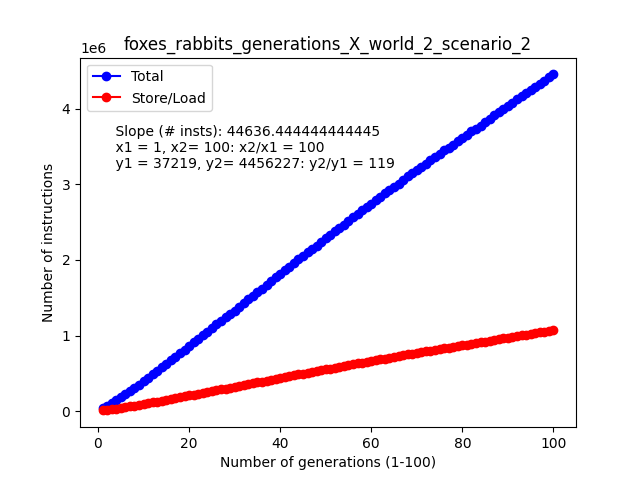 foxes_rabbits_generations_X_world_2_scenario_2
1e6
Total
Store/Load
Slope (# insts): 44636.444444444445
x1 = 1, x2= 100: x2/x1 = 100
y1 = 37219, y2= 4456227: y2/y1 = 119
Number of instructions
4
3
2
1
0
0 20 40 60 80 100
Number of generations (1-100)